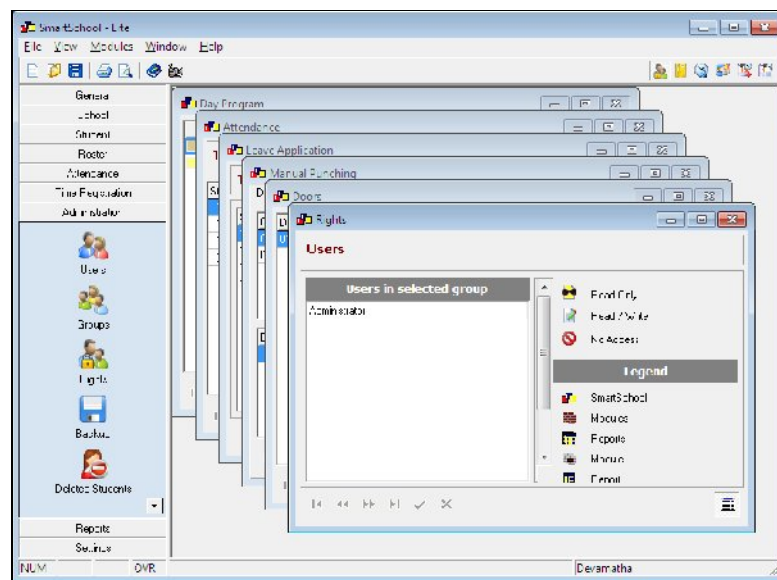 SmartSchool - Lite
File View Modules Window Help
General
School
Student
Roster
Attendance
Time Registration
Administration
Users
Groups
Rights
Backup
Deleted Students
Reports
Settings
Day Program
Attendance
Leave Application
Manual Punching
Doors
Rights
Users
Users in selected group
Administrator
Read Only
Read / Write
No Access
Legend
SmartSchool
Modules
Reports
Module
Report
NUM OVR Devamatha